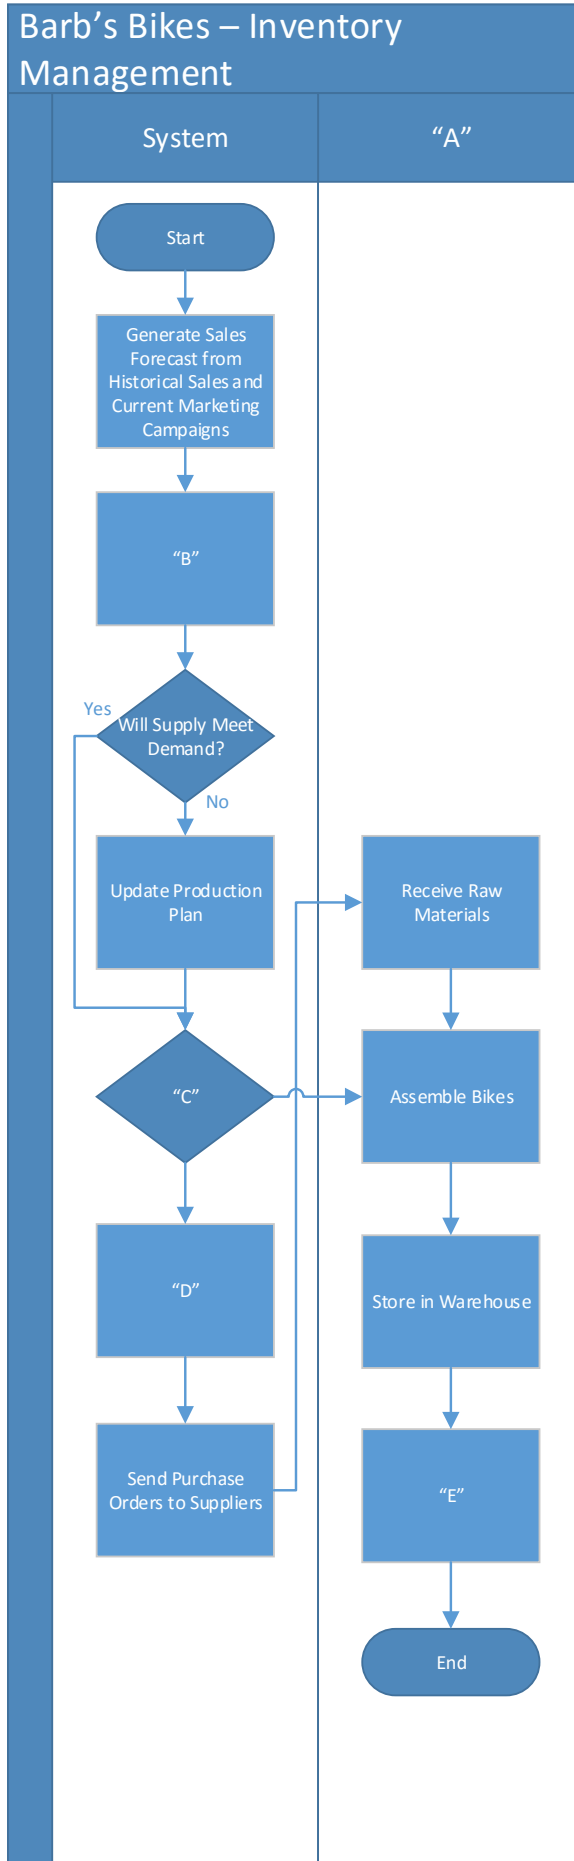 Barb’s Bikes – Inventory
Management
System
“A”
Start
Generate Sales
Forecast from
Historical Sales and
Current Marketing
Campaigns
“B”
Yes
Will Supply Meet
Demand?
No
Update Production
Plan
Receive Raw
Materials
“C”
Assemble Bikes
“D”
Store in Warehouse
Send Purchase
Orders to Suppliers
“E”
End